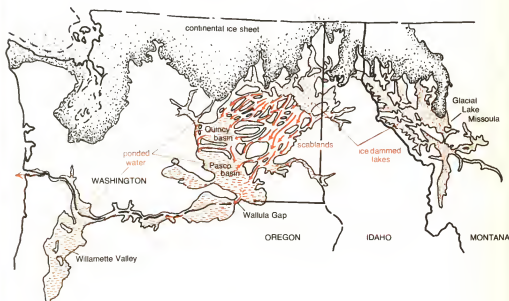 continental ice sheet
Glacial
Lake
Missoula
Quincy
basin
scablands
ice dammed
lakes
ponded
water
Pasco
basin
WASHINGTON
Wallula Gap
OREGON
IDAHO
MONTANA
Willamette Valley